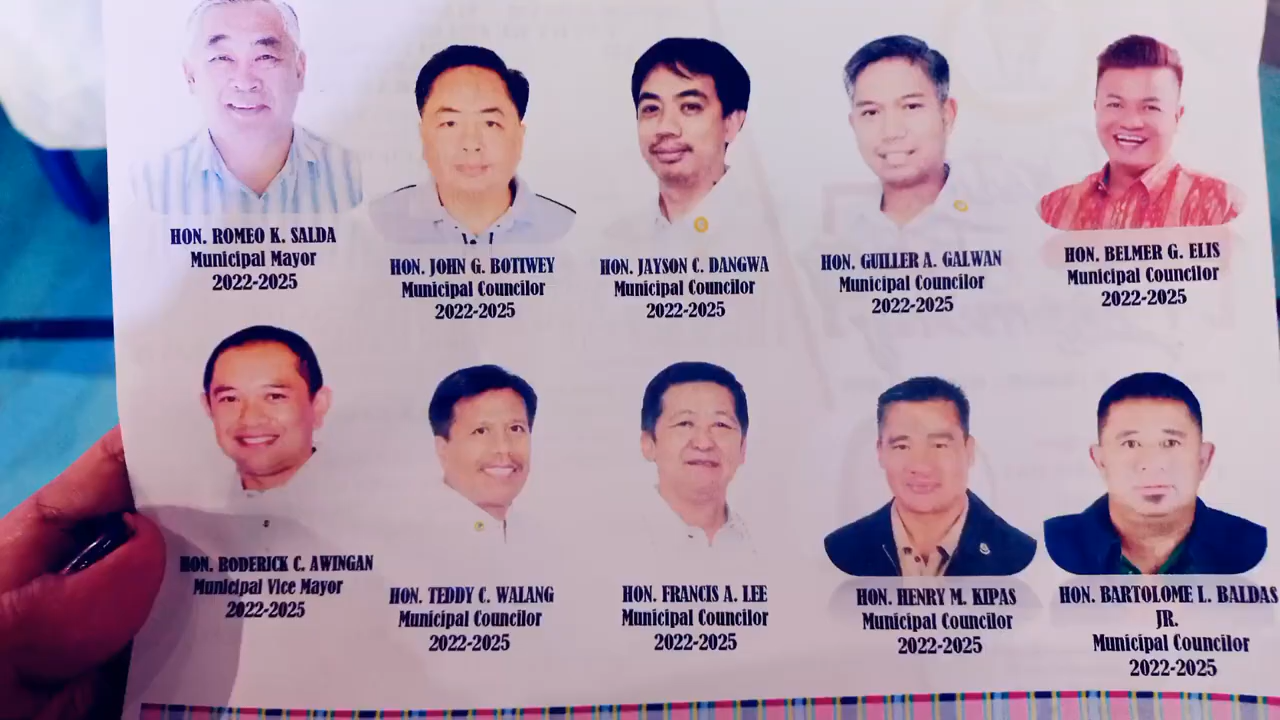 HON. ROMEO K. SALDA
Municipal Mayor
2022-2025
HON. JOHN G. BOTIWEY
Municipal Councilor
2022-2025
HON. JAYSON C. DANGWA
Municipal Councilor
2022-2025
HON. GUILLER A. GALWAN
Municipal Councilor
2022-2025
HON. BELMER G. ELIS
Municipal Councilor
2022-2025
HON. RODERICK C. AWINGAN
Municipal Vice Mayor
2022-2025
HON. TEDDY C. WALANG
Municipal Councilor
2022-2025
HON. FRANCIS A. LEE
Municipal Councilor
2022-2025
HON. HENRY M. KIPAS
Municipal Councilor
2022-2025
HON. BARTOLOME L. BALDAS
JR.
Municipal Councilor
2022-2025